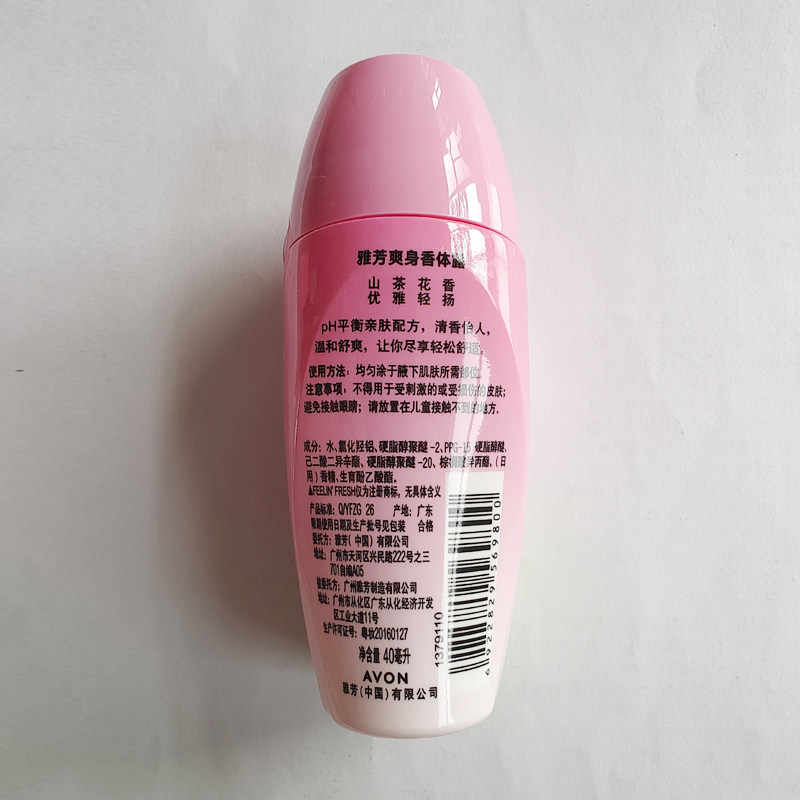 雅芳爽身香体露
山茶花香
优雅轻扬
pH平衡亲肤配方，清香怡人，
温和舒爽，让你尽享轻松舒适。
使用方法：均匀涂于腋下肌肤所需部位。
注意事项：不得用于受刺激的或受损伤的皮肤；
避免接触眼睛；请放置在儿童接触不到的地方。
成分：水、氯化羟铝、硬脂醇聚醚-2、PPG-15 硬脂醇醚、
己二酸二异辛酯、硬脂醇聚醚-20、棕榈酸异丙酯、（日
用）香精、生育酚乙酸酯。
▲FEELIN' FRESH仅为注册商标，无具体含义
产品标准：Q/YFZG 26 产地：广东
限期使用日期及生产批号见包装 合格
委托方：雅芳（中国）有限公司
地址：广州市天河区兴民路222号之三
701自编A05
被委托方：广州雅芳制造有限公司
地址：广州市从化区广东从化经济开发
区工业大道11号
生产许可证号：粤妆20160127
净含量 40毫升
AVON
雅芳（中国）有限公司
1379110
6922829569800